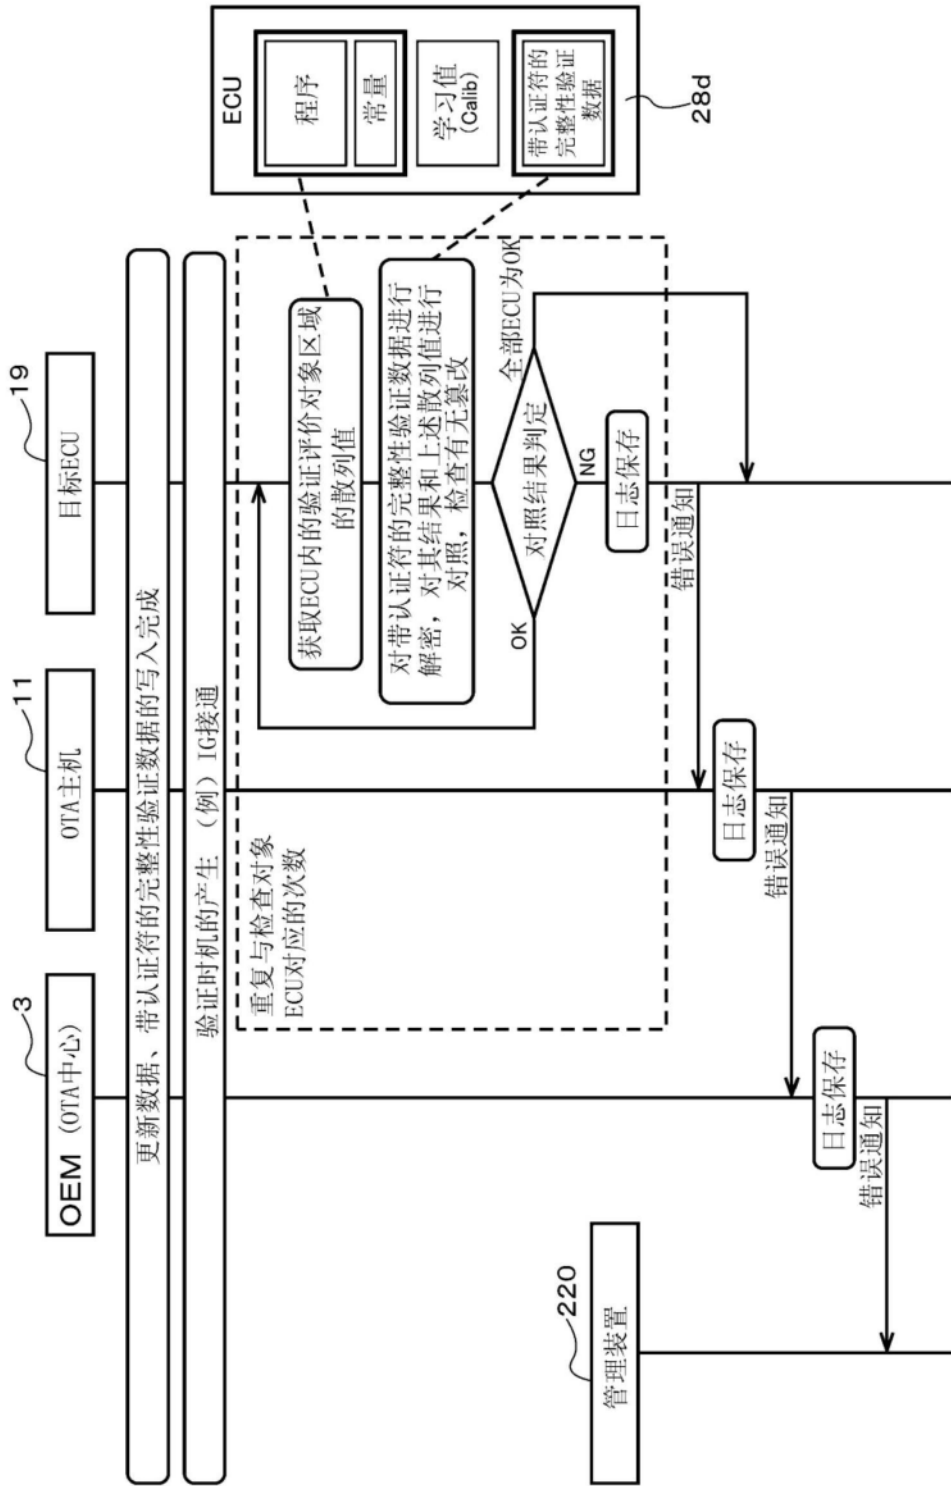 3
OEM (OTA中心)
11
OTA主机
19
目标ECU
更新数据、带认证符的完整性验证数据的写入完成
验证时机的产生 (例) IG接通
重复与检查对象
ECU对应的次数
获取ECU内的验证评价对象区域
的散列值
对带认证符的完整性验证数据进行
解密，对其结果和上述散列值进行
对照，检查有无篡改
对照结果判定
OK
NG
全部ECU为OK
日志保存
错误通知
日志保存
错误通知
日志保存
错误通知
220
管理装置
ECU
程序
常量
学习值
(Calib)
带认证符的
完整性验证
数据
28d